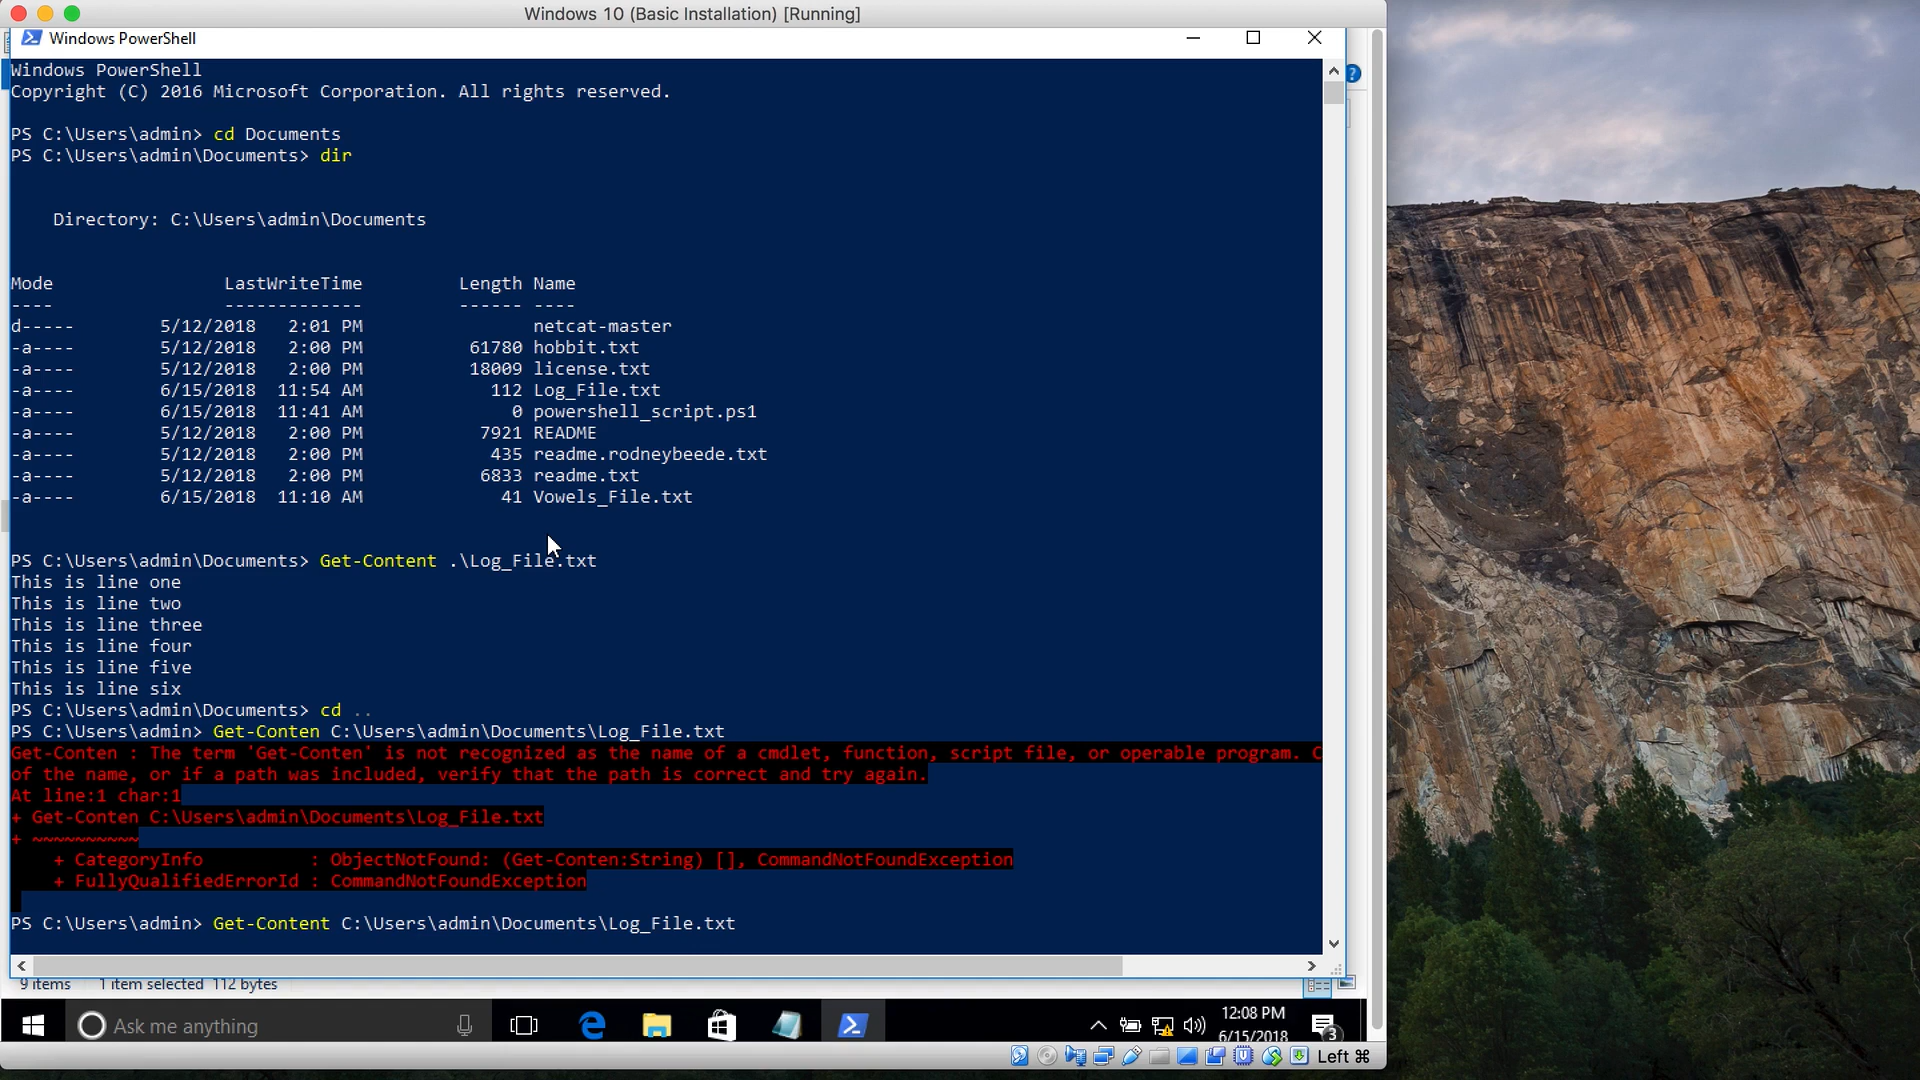 Windows 10 (Basic Installation) [Running]
Windows PowerShell
Windows PowerShell
Copyright (C) 2016 Microsoft Corporation. All rights reserved.
PS C:\Users\admin> cd Documents
PS C:\Users\admin\Documents> dir
Directory: C:\Users\admin\Documents
Mode LastWriteTime Length Name
---- ------------- ------ ----
d----- 5/12/2018 2:01 PM netcat-master
-a---- 5/12/2018 2:00 PM 61780 hobbit.txt
-a---- 5/12/2018 2:00 PM 18009 license.txt
-a---- 6/15/2018 11:54 AM 112 Log_File.txt
-a---- 6/15/2018 11:41 AM 0 powershell_script.ps1
-a---- 5/12/2018 2:00 PM 7921 README
-a---- 5/12/2018 2:00 PM 435 readme.rodneybeede.txt
-a---- 5/12/2018 2:00 PM 6833 readme.txt
-a---- 6/15/2018 11:10 AM 41 Vowels_File.txt
PS C:\Users\admin\Documents> Get-Content .\Log_File.txt
This is line one
This is line two
This is line three
This is line four
This is line five
This is line six
PS C:\Users\admin\Documents> cd ..
PS C:\Users\admin> Get-Conten C:\Users\admin\Documents\Log_File.txt
Get-Conten : The term 'Get-Conten' is not recognized as the name of a cmdlet, function, script file, or operable program. C
of the name, or if a path was included, verify that the path is correct and try again.
At line:1 char:1
+ Get-Conten C:\Users\admin\Documents\Log_File.txt
+ ~~~~~~~~~~
+ CategoryInfo : ObjectNotFound: (Get-Conten:String) [], CommandNotFoundException
+ FullyQualifiedErrorId : CommandNotFoundException
PS C:\Users\admin> Get-Content C:\Users\admin\Documents\Log_File.txt
9 items 1 item selected 112 bytes
Ask me anything
12:08 PM
6/15/2018
3
Left ⌘